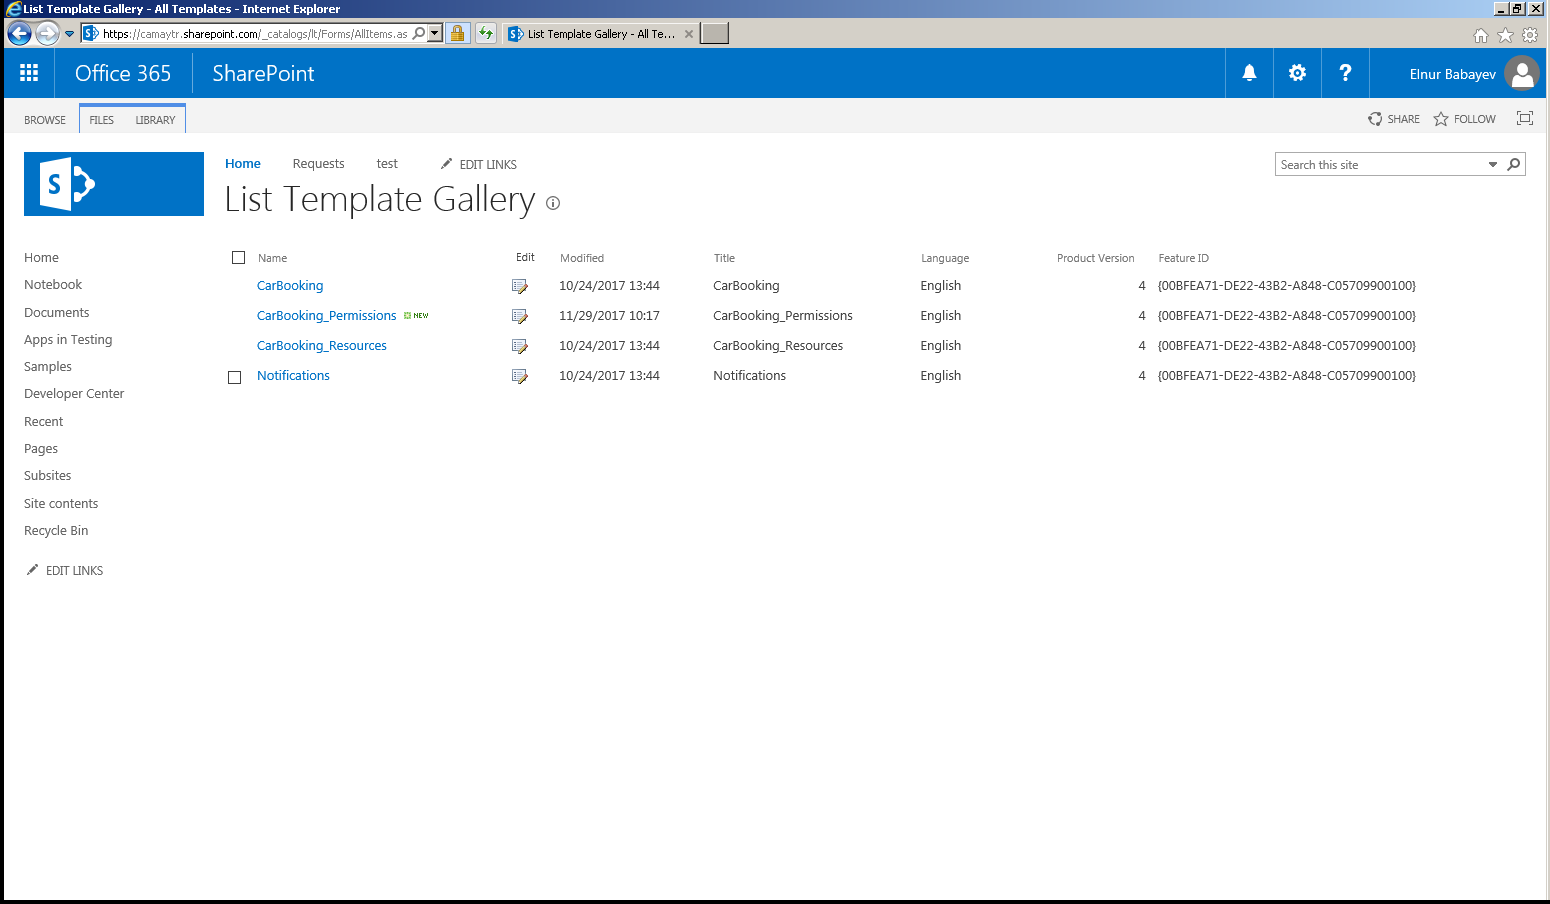 List Template Gallery - All Templates - Internet Explorer
https://camaytr.sharepoint.com/_catalogs/lt/Forms/AllItems.as
List Template Gallery - All Te...
Office 365
SharePoint
Elnur Babayev
BROWSE
FILES
LIBRARY
SHARE
FOLLOW
Home
Requests
test
EDIT LINKS
Search this site
List Template Gallery
Home
Notebook
Documents
Apps in Testing
Samples
Developer Center
Recent
Pages
Subsites
Site contents
Recycle Bin
EDIT LINKS
Name Edit Modified Title Language Product Version Feature ID
CarBooking 10/24/2017 13:44 CarBooking English 4 {00BFEA71-DE22-43B2-A848-C05709900100}
CarBooking_Permissions NEW 11/29/2017 10:17 CarBooking_Permissions English 4 {00BFEA71-DE22-43B2-A848-C05709900100}
CarBooking_Resources 10/24/2017 13:44 CarBooking_Resources English 4 {00BFEA71-DE22-43B2-A848-C05709900100}
Notifications 10/24/2017 13:44 Notifications English 4 {00BFEA71-DE22-43B2-A848-C05709900100}